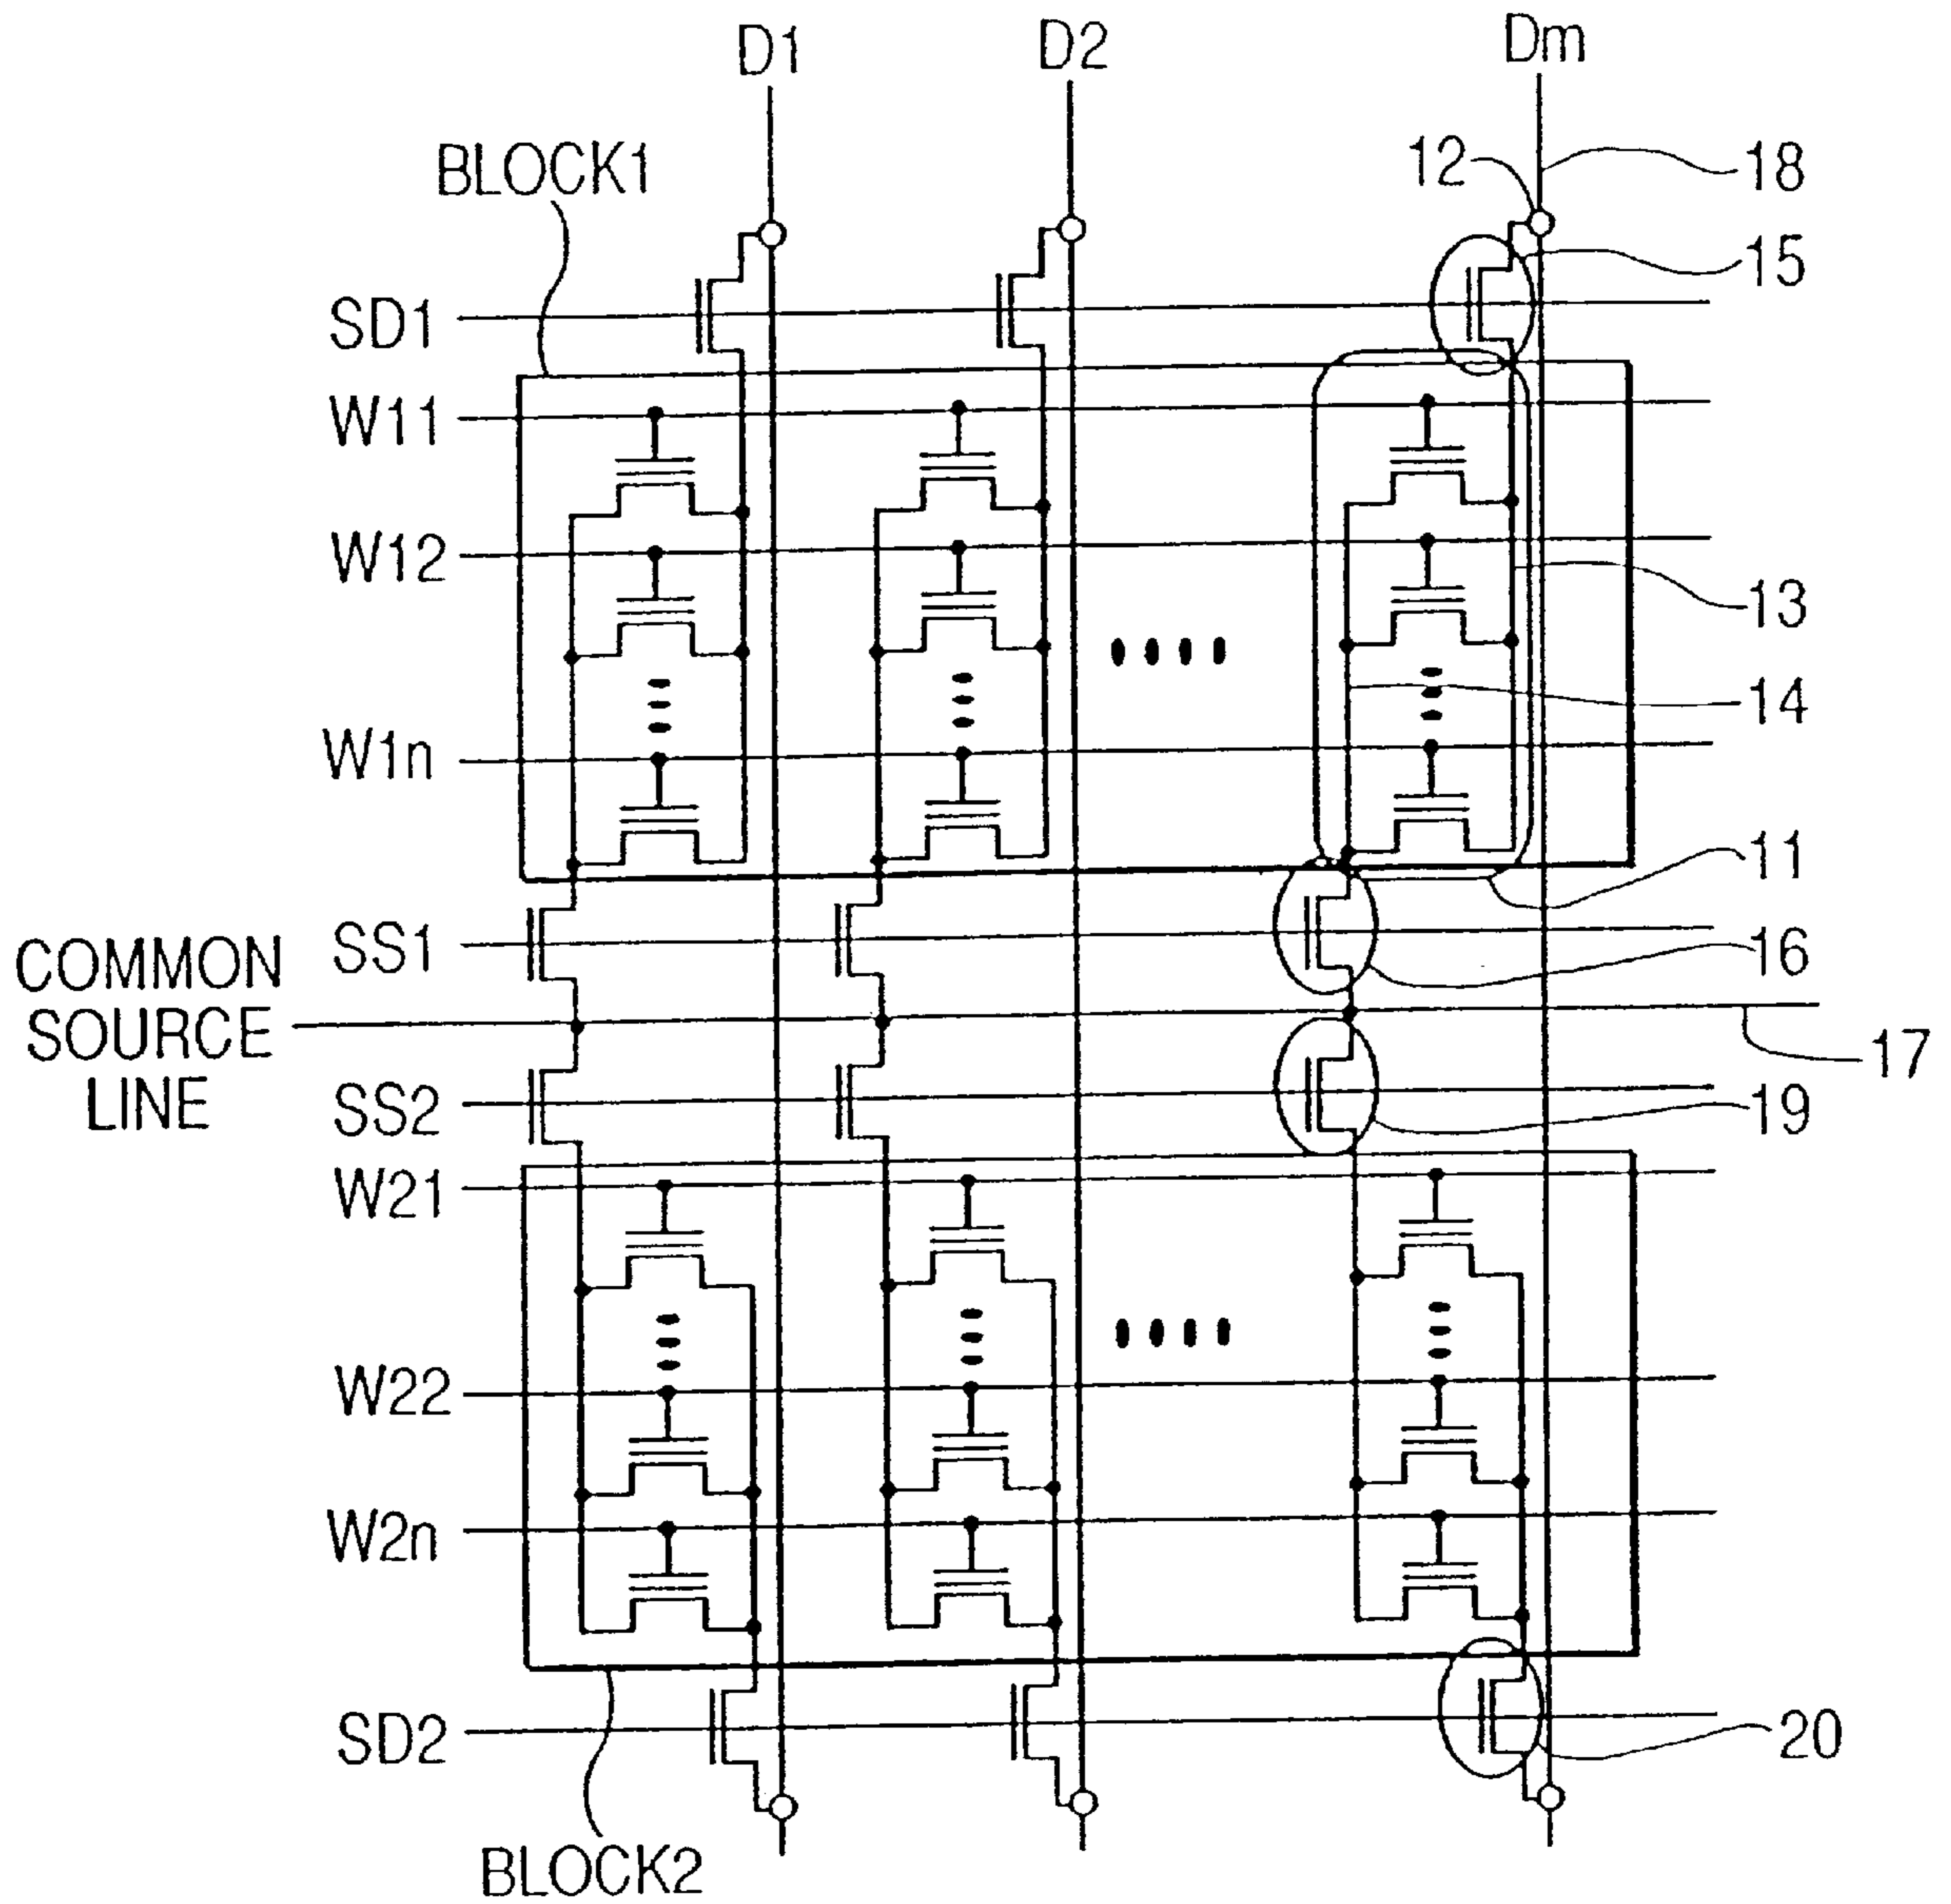 D1 D2 Dm
BLOCK1
12
18
15
SD1
W11
W12
13
14
W1n
11
SS1
16
COMMON
SOURCE
LINE
17
SS2
19
W21
W22
W2n
SD2
20
BLOCK2